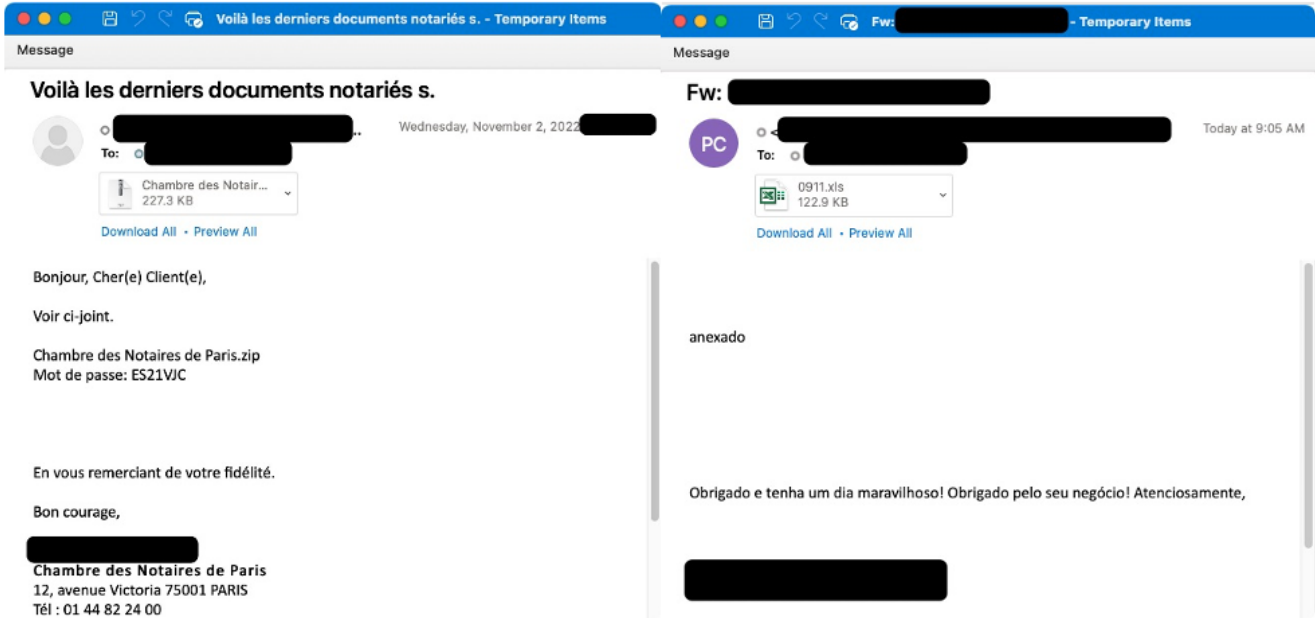 Voilà les derniers documents notariés s. - Temporary Items
Message
Voilà les derniers documents notariés s.
..
Wednesday, November 2, 2022
To:
Chambre des Notair...
227.3 KB
Download All • Preview All
Bonjour, Cher(e) Client(e),
Voir ci-joint.
Chambre des Notaires de Paris.zip
Mot de passe: ES21VJC
En vous remerciant de votre fidélité.
Bon courage,
Chambre des Notaires de Paris
12, avenue Victoria 75001 PARIS
Tél : 01 44 82 24 00
Fw: - Temporary Items
Message
Fw:
PC
<
Today at 9:05 AM
To:
0911.xls
122.9 KB
Download All • Preview All
anexado
Obrigado e tenha um dia maravilhoso! Obrigado pelo seu negócio! Atenciosamente,